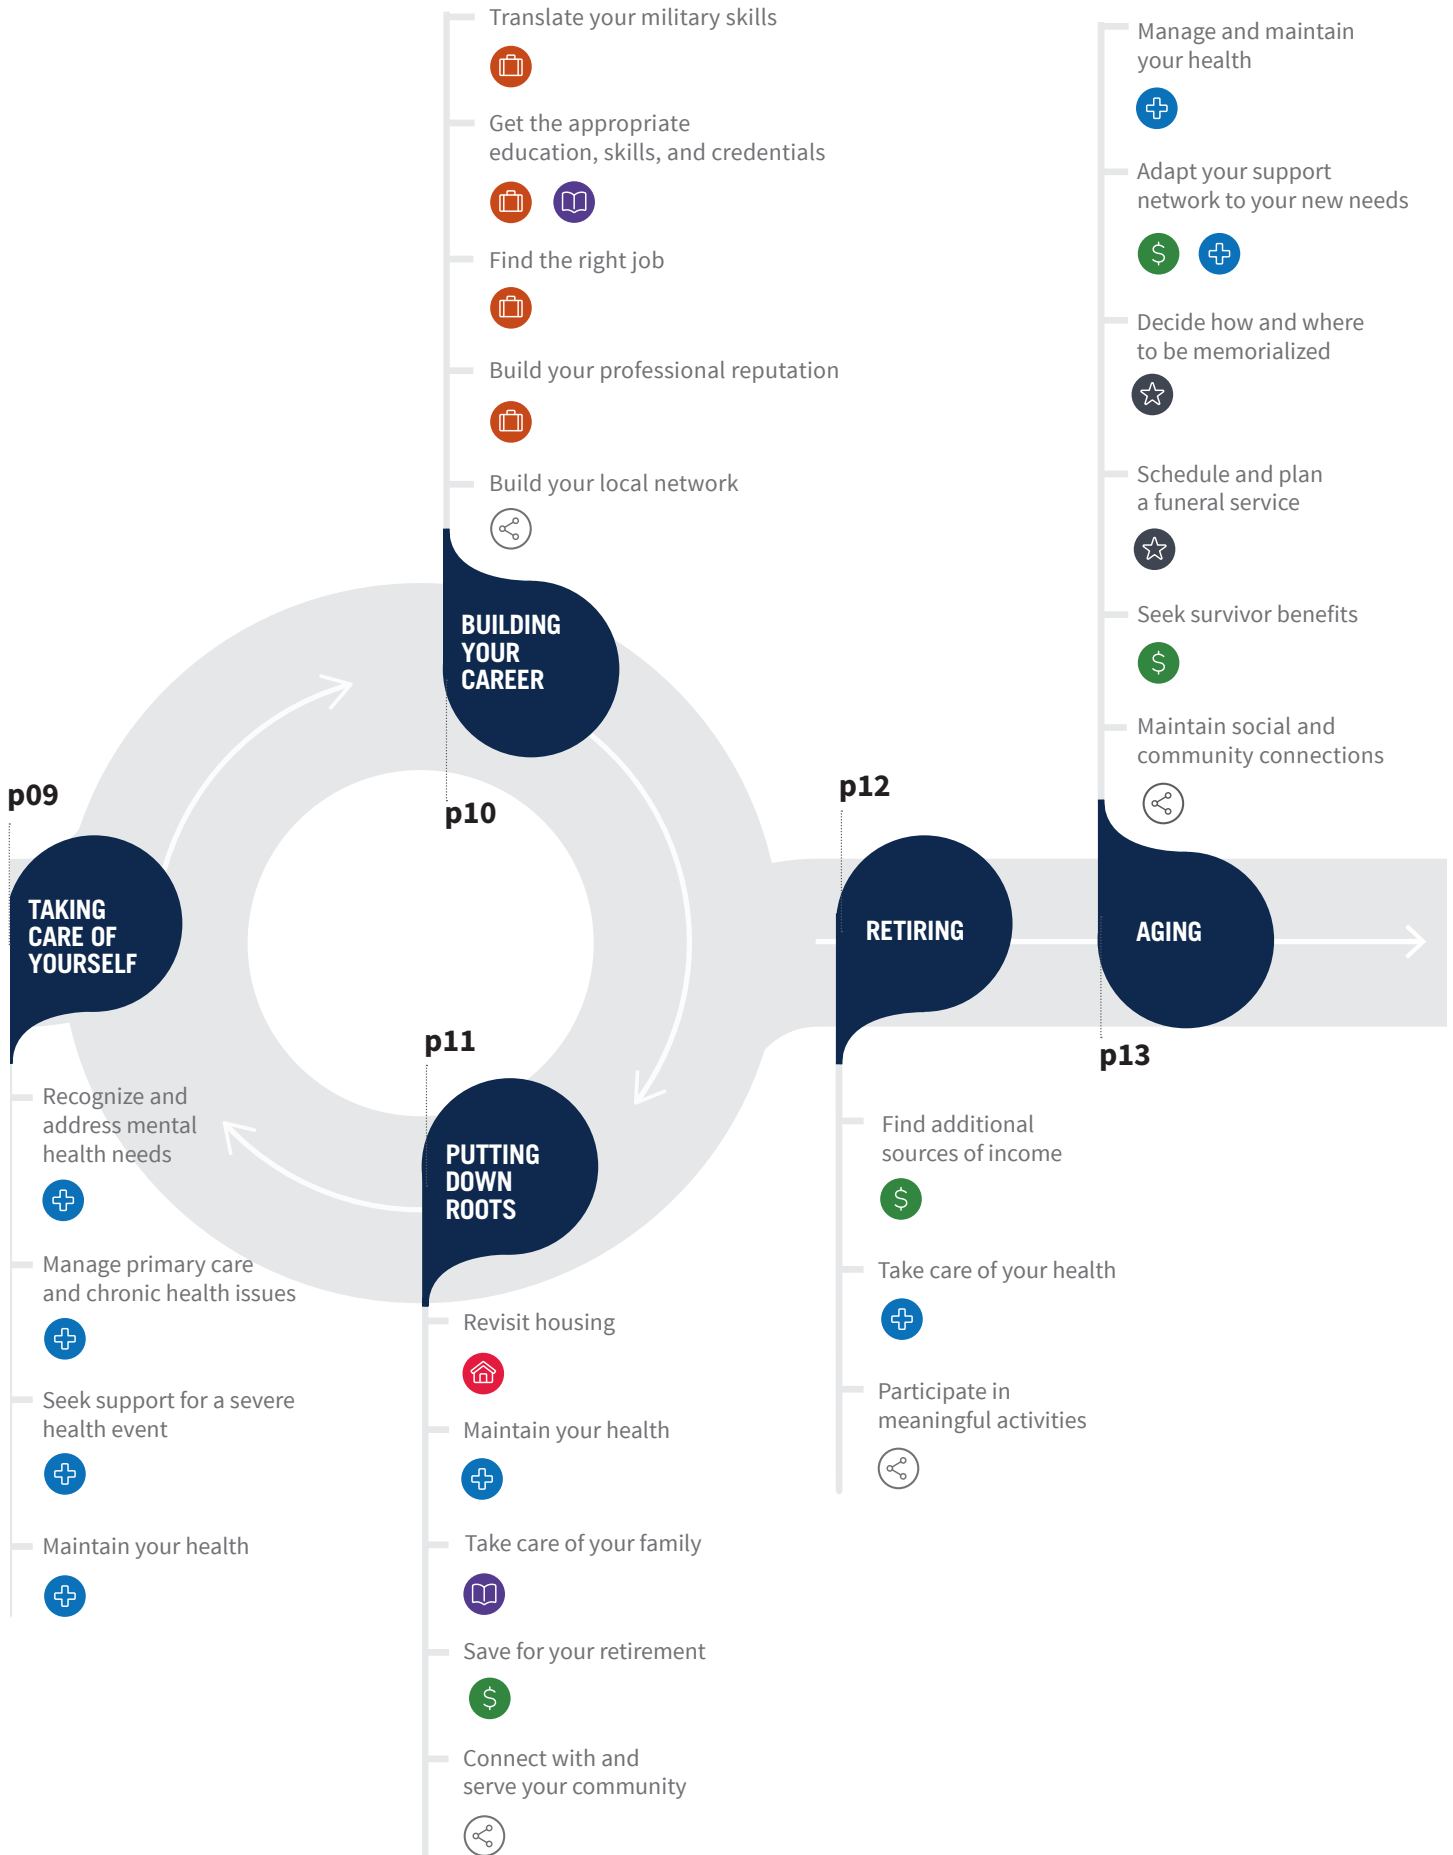 Translate your military skills
Get the appropriate
education, skills, and credentials
Find the right job
Build your professional reputation
Build your local network
BUILDING
YOUR
CAREER
p10
Manage and maintain
your health
Adapt your support
network to your new needs
$
Decide how and where
to be memorialized
Schedule and plan
a funeral service
Seek survivor benefits
$
Maintain social and
community connections
AGING
p13
p09
TAKING
CARE OF
YOURSELF
Recognize and
address mental
health needs
Manage primary care
and chronic health issues
Seek support for a severe
health event
Maintain your health
p11
PUTTING
DOWN
ROOTS
Revisit housing
Maintain your health
Take care of your family
Save for your retirement
$
Connect with and
serve your community
p12
RETIRING
Find additional
sources of income
$
Take care of your health
Participate in
meaningful activities